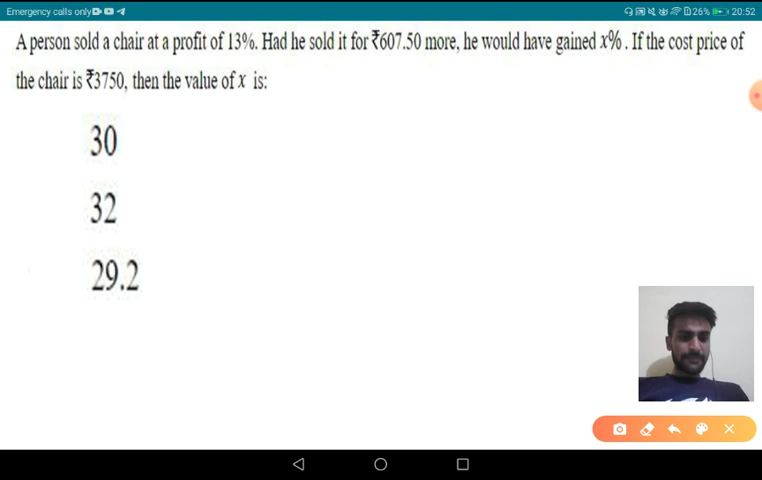 Emergency calls only
26%
20:52
A person sold a chair at a profit of 13%. Had he sold it for ₹607.50 more, he would have gained x% . If the cost price of
the chair is ₹3750, then the value of x is:
30
32
29.2